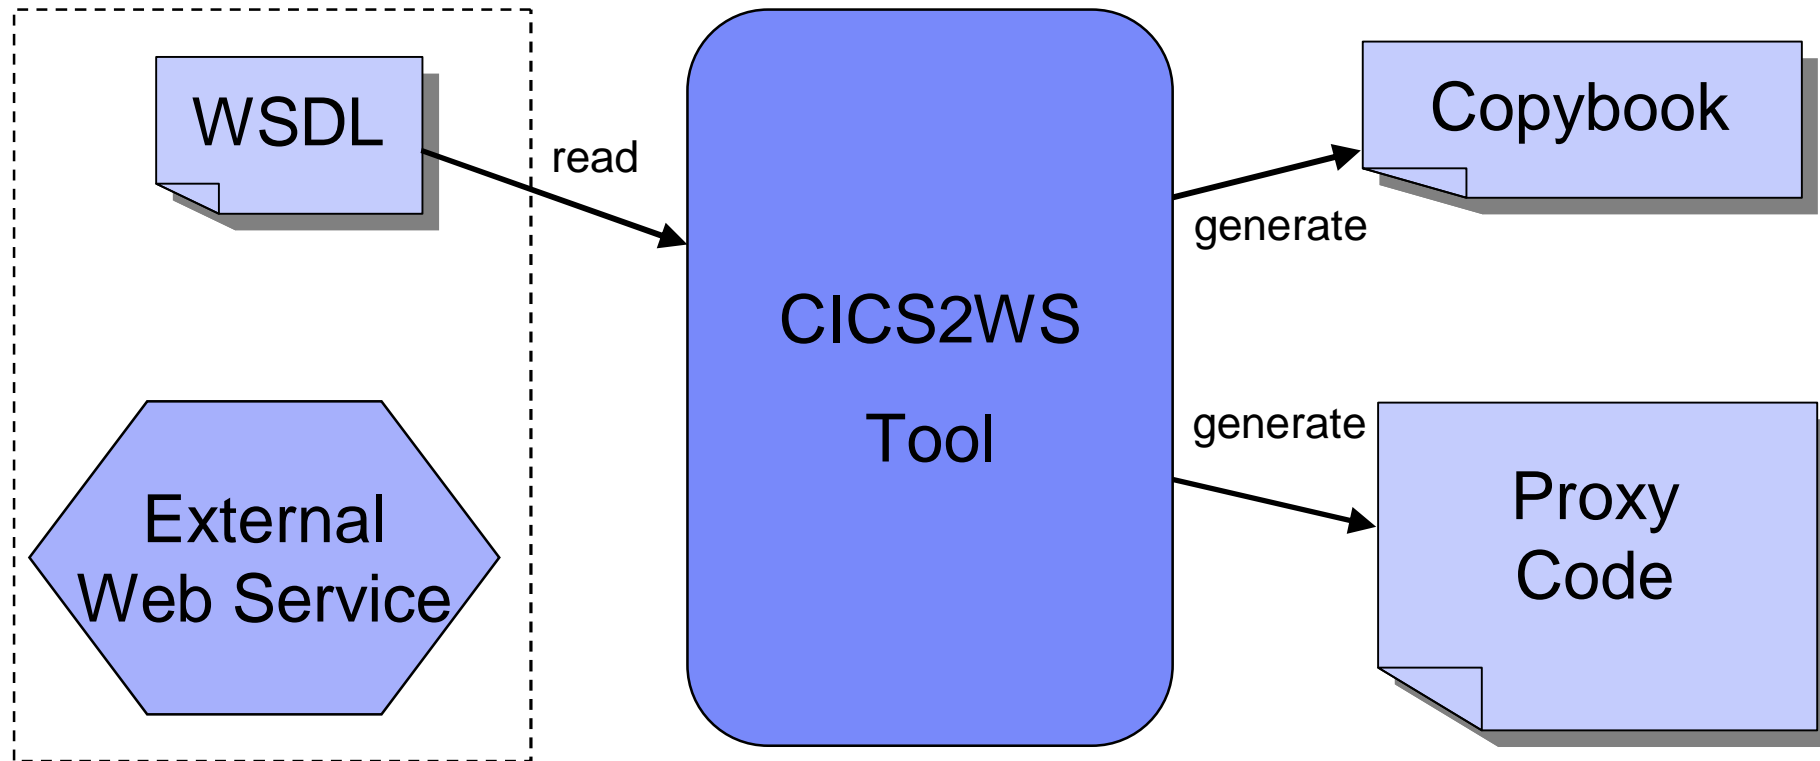 WSDL
read
External
Web Service
CICS2WS
Tool
generate
Copybook
generate
Proxy
Code